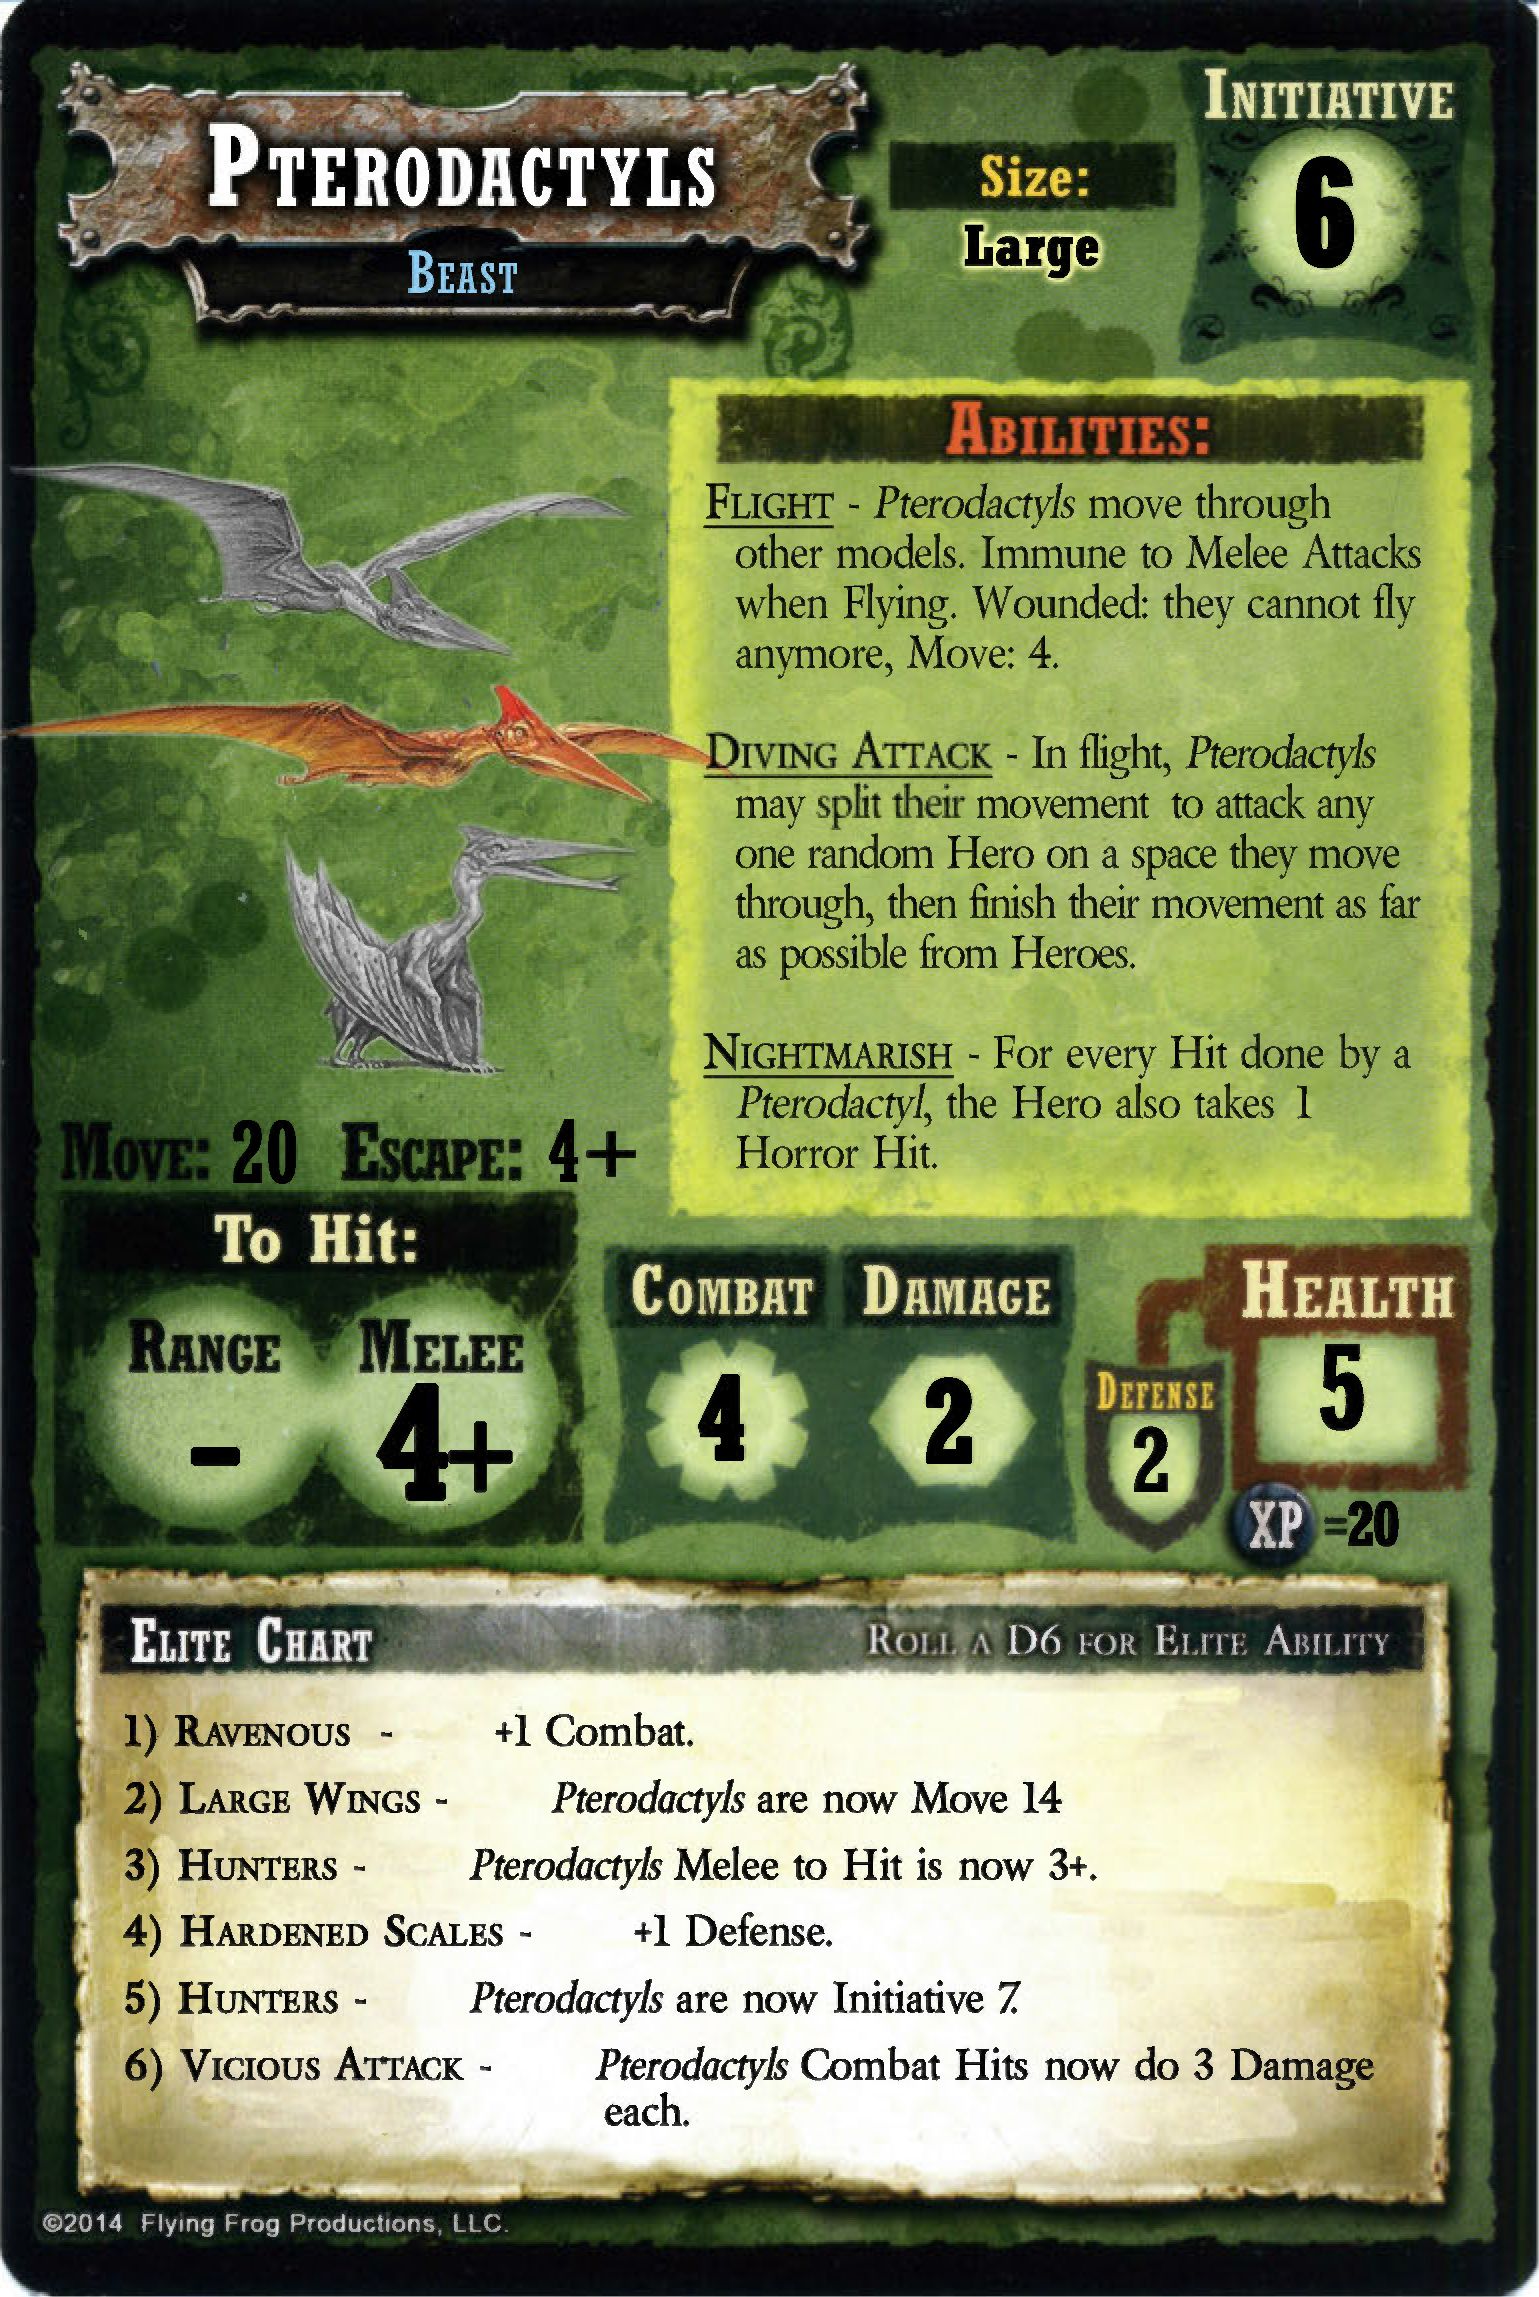 Pterodactyls
Beast
Size:
Large
Initiative
6
Abilities:
Flight - Pterodactyls move through
other models. Immune to Melee Attacks
when Flying. Wounded: they cannot fly
anymore, Move: 4.
Diving Attack - In flight, Pterodactyls
may split their movement to attack any
one random Hero on a space they move
through, then finish their movement as far
as possible from Heroes.
Nightmarish - For every Hit done by a
Pterodactyl, the Hero also takes 1
Horror Hit.
Move: 20 Escape: 4+
To Hit:
Range Melee
- 4+
Combat
4
Damage
2
Defense
2
Health
5
XP =20
Elite Chart Roll a D6 for Elite Ability
1) Ravenous - +1 Combat.
2) Large Wings - Pterodactyls are now Move 14
3) Hunters - Pterodactyls Melee to Hit is now 3+.
4) Hardened Scales - +1 Defense.
5) Hunters - Pterodactyls are now Initiative 7.
6) Vicious Attack - Pterodactyls Combat Hits now do 3 Damage
each.
©2014 Flying Frog Productions, LLC.